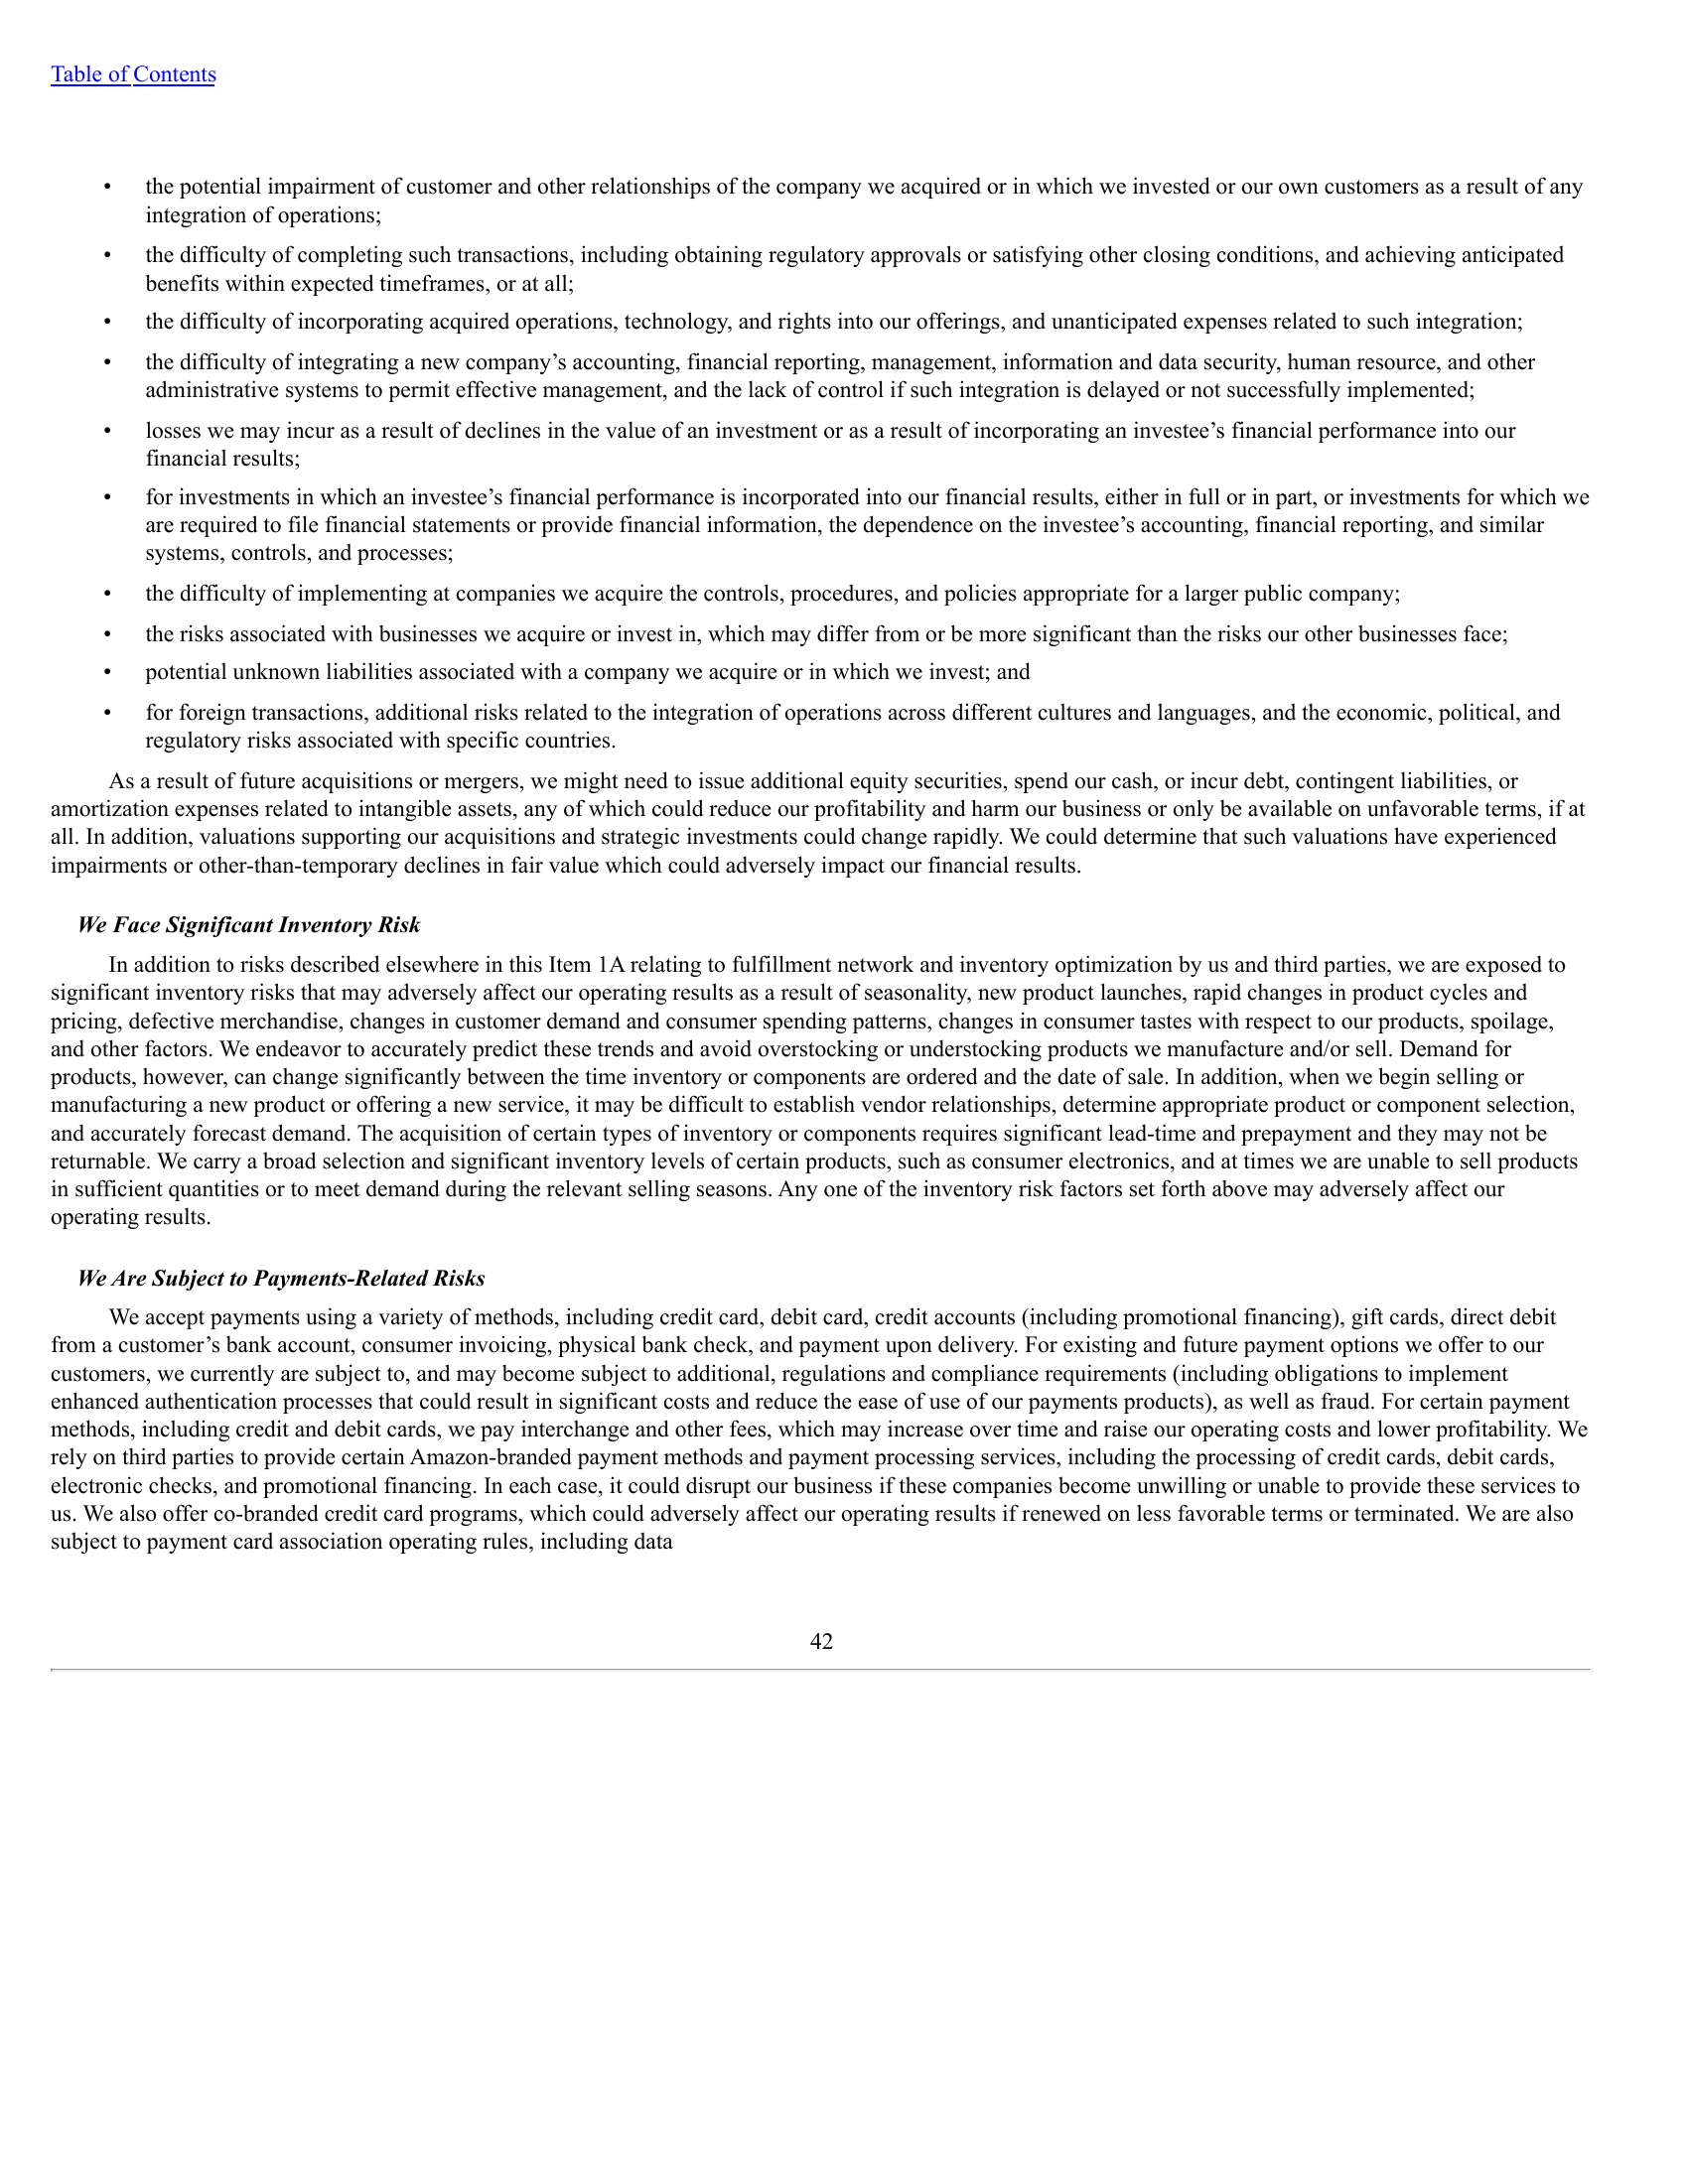 Table of Contents
• the potential impairment of customer and other relationships of the company we acquired or in which we invested or our own customers as a result of any
integration of operations;
• the difficulty of completing such transactions, including obtaining regulatory approvals or satisfying other closing conditions, and achieving anticipated
benefits within expected timeframes, or at all;
• the difficulty of incorporating acquired operations, technology, and rights into our offerings, and unanticipated expenses related to such integration;
• the difficulty of integrating a new company’s accounting, financial reporting, management, information and data security, human resource, and other
administrative systems to permit effective management, and the lack of control if such integration is delayed or not successfully implemented;
• losses we may incur as a result of declines in the value of an investment or as a result of incorporating an investee’s financial performance into our
financial results;
• for investments in which an investee’s financial performance is incorporated into our financial results, either in full or in part, or investments for which we
are required to file financial statements or provide financial information, the dependence on the investee’s accounting, financial reporting, and similar
systems, controls, and processes;
• the difficulty of implementing at companies we acquire the controls, procedures, and policies appropriate for a larger public company;
• the risks associated with businesses we acquire or invest in, which may differ from or be more significant than the risks our other businesses face;
• potential unknown liabilities associated with a company we acquire or in which we invest; and
• for foreign transactions, additional risks related to the integration of operations across different cultures and languages, and the economic, political, and
regulatory risks associated with specific countries.
As a result of future acquisitions or mergers, we might need to issue additional equity securities, spend our cash, or incur debt, contingent liabilities, or
amortization expenses related to intangible assets, any of which could reduce our profitability and harm our business or only be available on unfavorable terms, if at
all. In addition, valuations supporting our acquisitions and strategic investments could change rapidly. We could determine that such valuations have experienced
impairments or other-than-temporary declines in fair value which could adversely impact our financial results.
We Face Significant Inventory Risk
In addition to risks described elsewhere in this Item 1A relating to fulfillment network and inventory optimization by us and third parties, we are exposed to
significant inventory risks that may adversely affect our operating results as a result of seasonality, new product launches, rapid changes in product cycles and
pricing, defective merchandise, changes in customer demand and consumer spending patterns, changes in consumer tastes with respect to our products, spoilage,
and other factors. We endeavor to accurately predict these trends and avoid overstocking or understocking products we manufacture and/or sell. Demand for
products, however, can change significantly between the time inventory or components are ordered and the date of sale. In addition, when we begin selling or
manufacturing a new product or offering a new service, it may be difficult to establish vendor relationships, determine appropriate product or component selection,
and accurately forecast demand. The acquisition of certain types of inventory or components requires significant lead-time and prepayment and they may not be
returnable. We carry a broad selection and significant inventory levels of certain products, such as consumer electronics, and at times we are unable to sell products
in sufficient quantities or to meet demand during the relevant selling seasons. Any one of the inventory risk factors set forth above may adversely affect our
operating results.
We Are Subject to Payments-Related Risks
We accept payments using a variety of methods, including credit card, debit card, credit accounts (including promotional financing), gift cards, direct debit
from a customer’s bank account, consumer invoicing, physical bank check, and payment upon delivery. For existing and future payment options we offer to our
customers, we currently are subject to, and may become subject to additional, regulations and compliance requirements (including obligations to implement
enhanced authentication processes that could result in significant costs and reduce the ease of use of our payments products), as well as fraud. For certain payment
methods, including credit and debit cards, we pay interchange and other fees, which may increase over time and raise our operating costs and lower profitability. We
rely on third parties to provide certain Amazon-branded payment methods and payment processing services, including the processing of credit cards, debit cards,
electronic checks, and promotional financing. In each case, it could disrupt our business if these companies become unwilling or unable to provide these services to
us. We also offer co-branded credit card programs, which could adversely affect our operating results if renewed on less favorable terms or terminated. We are also
subject to payment card association operating rules, including data
42